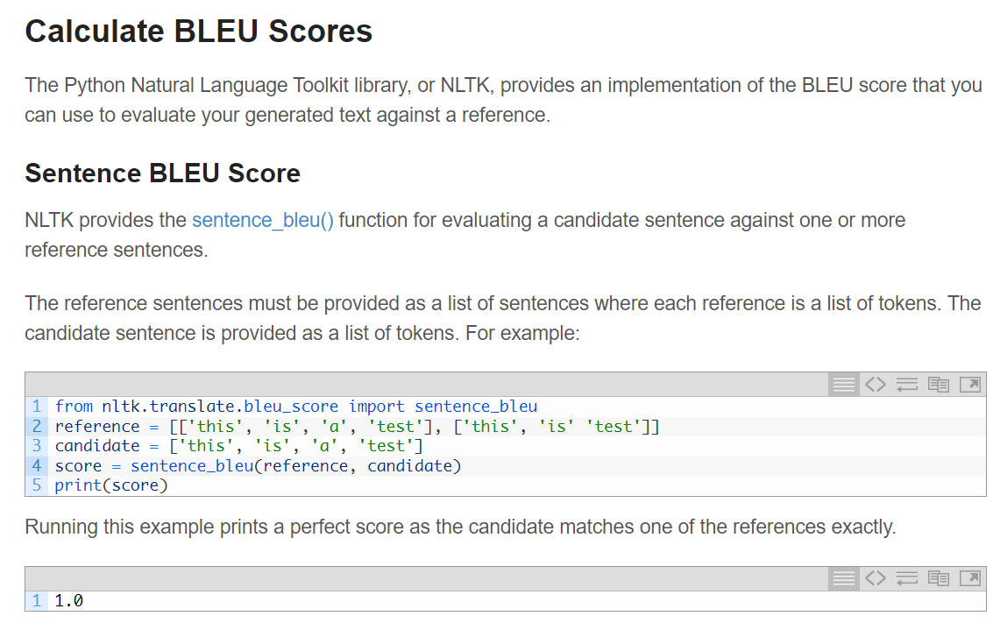 Calculate BLEU Scores
The Python Natural Language Toolkit library, or NLTK, provides an implementation of the BLEU score that you
can use to evaluate your generated text against a reference.
Sentence BLEU Score
NLTK provides the sentence_bleu() function for evaluating a candidate sentence against one or more
reference sentences.
The reference sentences must be provided as a list of sentences where each reference is a list of tokens. The
candidate sentence is provided as a list of tokens. For example:
1 from nltk.translate.bleu_score import sentence_bleu
2 reference = [['this', 'is', 'a', 'test'], ['this', 'is' 'test']]
3 candidate = ['this', 'is', 'a', 'test']
4 score = sentence_bleu(reference, candidate)
5 print(score)
Running this example prints a perfect score as the candidate matches one of the references exactly.
1 1.0